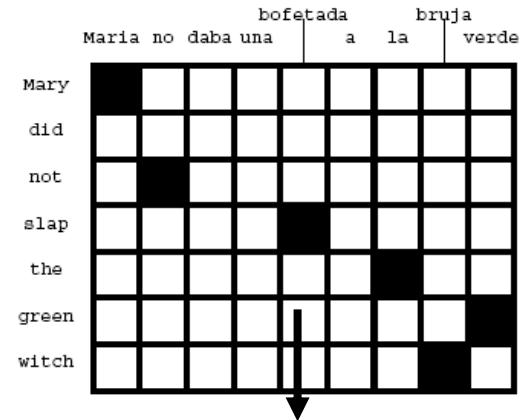 bofetada bruja
Maria no daba una a la verde
Mary
did
not
slap
the
green
witch